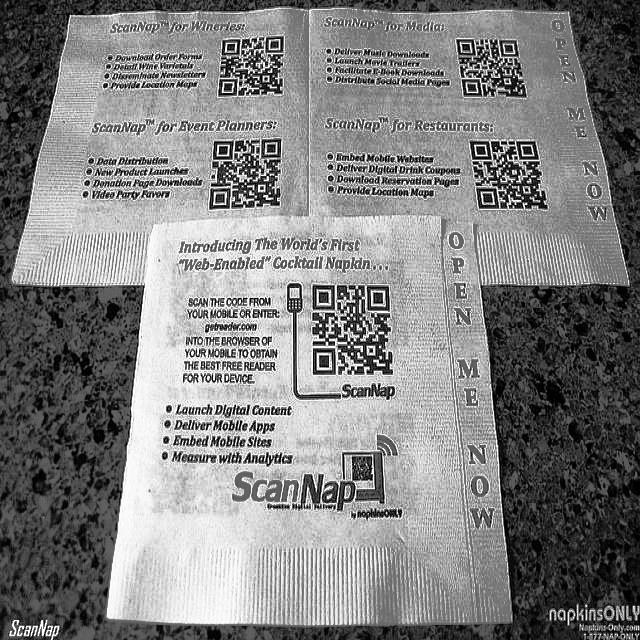 ScanNap™ for Wineries:
Download Order Forms
Detail Wine Varietals
Disseminate Newsletters
Provide Location Maps
ScanNap™ for Media:
Deliver Music Downloads
Launch Movie Trailers
Facilitate E-Book Downloads
Distribute Social Media Pages
ScanNap™ for Event Planners:
Data Distribution
New Product Launches
Donation Page Downloads
Video Party Favors
ScanNap™ for Restaurants:
Embed Mobile Websites
Deliver Digital Drink Coupons
Download Reservation Pages
Provide Location Maps
OPEN ME NOW
Introducing The World's First
"Web-Enabled" Cocktail Napkin...
SCAN THE CODE FROM
YOUR MOBILE OR ENTER:
getreader.com
INTO THE BROWSER OF
YOUR MOBILE TO OBTAIN
THE BEST FREE READER
FOR YOUR DEVICE.
ScanNap
Launch Digital Content
Deliver Mobile Apps
Embed Mobile Sites
Measure with Analytics
ScanNap
Creative Digital Delivery
by napkinsONLY
OPEN ME NOW
ScanNap
napkinsONLY
Napkins-Only.com
1-877-NAP